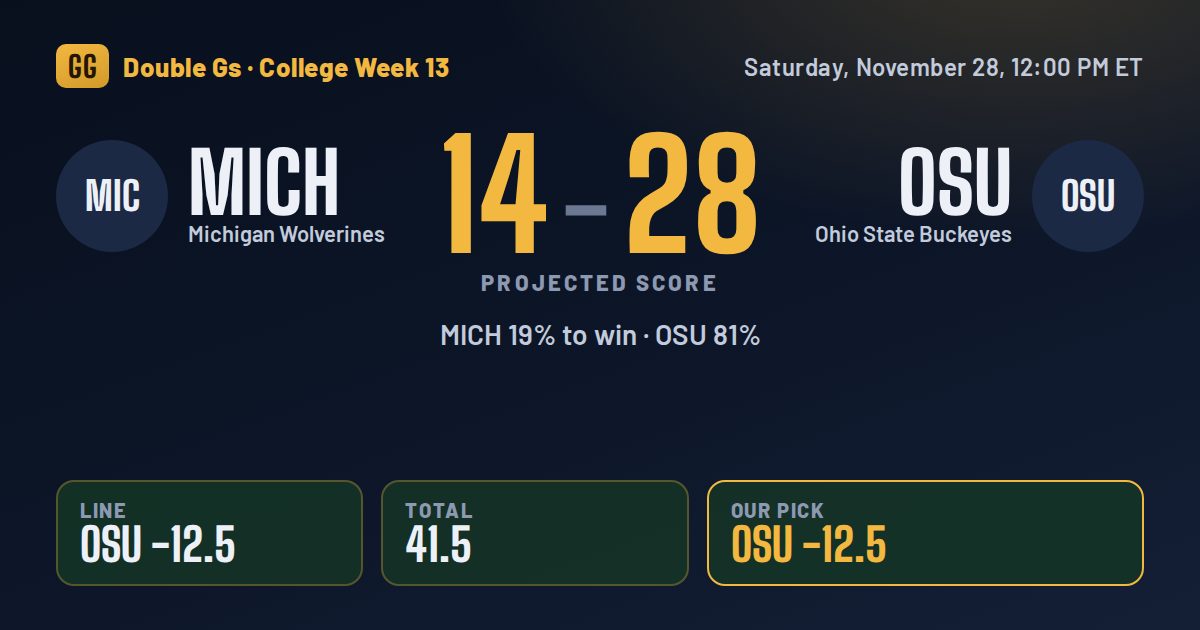 GG Double Gs · College Week 13
Saturday, November 28, 12:00 PM ET
MIC MICH
Michigan Wolverines
14 – 28
PROJECTED SCORE
MICH 19% to win · OSU 81%
OSU OSU
Ohio State Buckeyes
LINE
OSU −12.5
TOTAL
41.5
OUR PICK
OSU −12.5